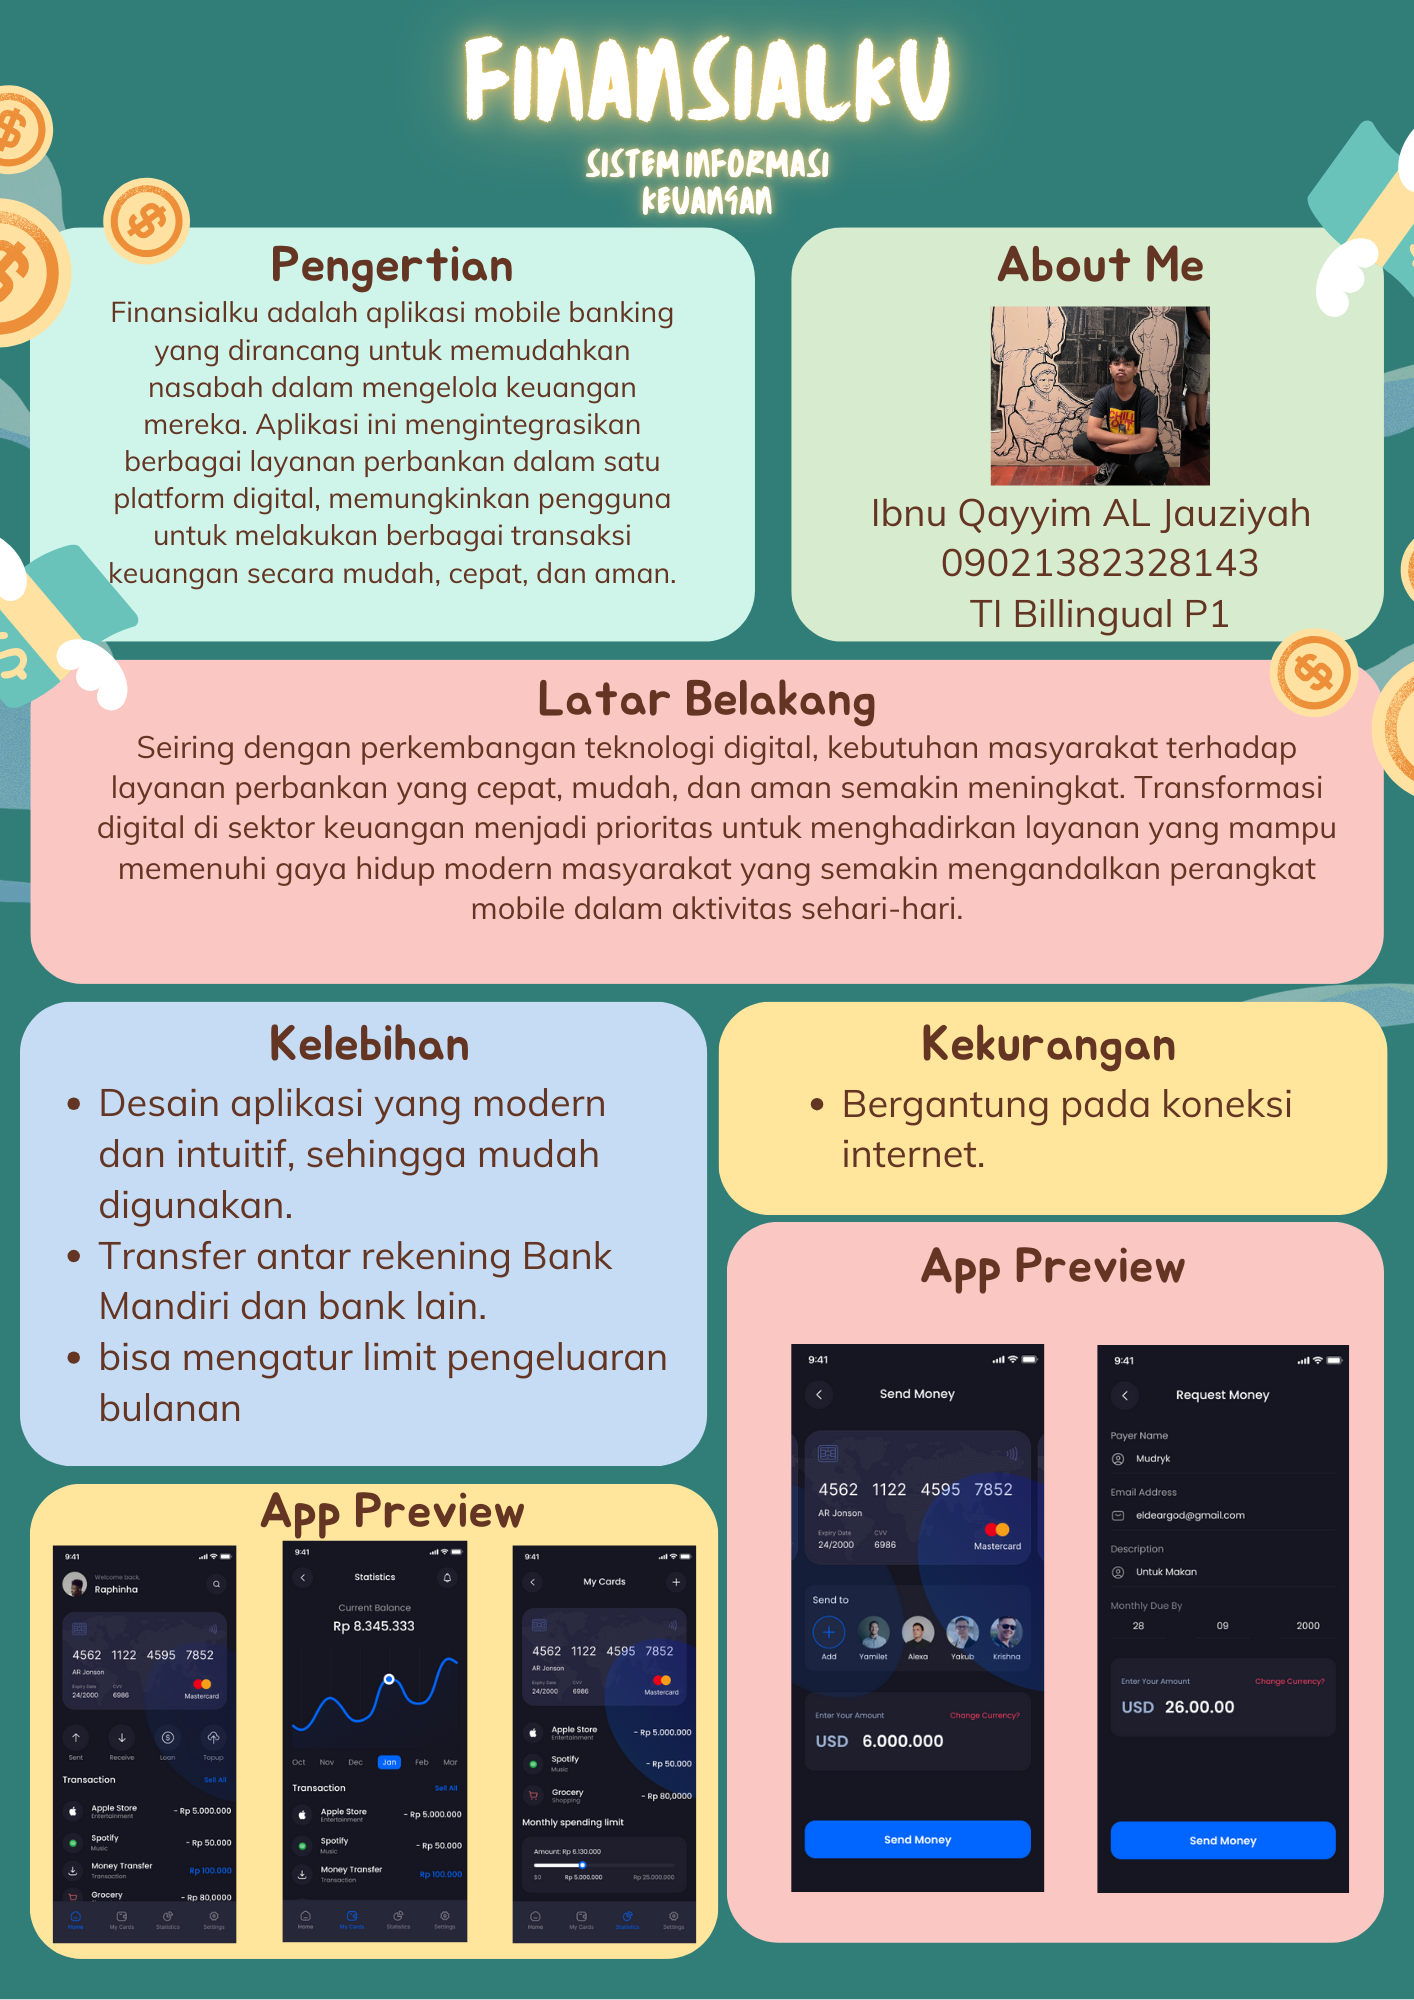 FINANSIALKU
SISTEM INFORMASI
KEUANGAN
Pengertian
Finansialku adalah aplikasi mobile banking
yang dirancang untuk memudahkan
nasabah dalam mengelola keuangan
mereka. Aplikasi ini mengintegrasikan
berbagai layanan perbankan dalam satu
platform digital, memungkinkan pengguna
untuk melakukan berbagai transaksi
keuangan secara mudah, cepat, dan aman.
About Me
Ibnu Qayyim AL Jauziyah
09021382328143
TI Billingual P1
Latar Belakang
Seiring dengan perkembangan teknologi digital, kebutuhan masyarakat terhadap
layanan perbankan yang cepat, mudah, dan aman semakin meningkat. Transformasi
digital di sektor keuangan menjadi prioritas untuk menghadirkan layanan yang mampu
memenuhi gaya hidup modern masyarakat yang semakin mengandalkan perangkat
mobile dalam aktivitas sehari-hari.
Kelebihan
• Desain aplikasi yang modern
dan intuitif, sehingga mudah
digunakan.
• Transfer antar rekening Bank
Mandiri dan bank lain.
• bisa mengatur limit pengeluaran
bulanan
Kekurangan
• Bergantung pada koneksi
internet.
App Preview
9:41
Send Money
4562 1122 4595 7852
AR Jonson
Expiry Date CVV
24/2000 6986
Mastercard
Send to
Add Yamilet Alexa Yakub Krishna
Enter Your Amount Change Currency?
USD 6.000.000
Send Money
9:41
Request Money
Payer Name
Mudryk
Email Address
eldeargod@gmail.com
Description
Untuk Makan
Monthly Due By
28 09 2000
Enter Your Amount Change Currency?
USD 26.00.00
Send Money
App Preview
9:41
Welcome back,
Raphinha
4562 1122 4595 7852
AR Jonson
Expiry Date CVV
24/2000 6986
Mastercard
Sent Receive Loan Topup
Transaction Sell All
Apple Store - Rp 5.000.000
Entertainment
Spotify - Rp 50.000
Music
Money Transfer Rp 100.000
Transaction
Grocery - Rp 80,0000
Home My Cards Statistics Settings
9:41
Statistics
Current Balance
Rp 8.345.333
Oct Nov Dec Jan Feb Mar
Transaction Sell All
Apple Store - Rp 5.000.000
Entertainment
Spotify - Rp 50.000
Music
Money Transfer Rp 100.000
Transaction
Home My Cards Statistics Settings
9:41
My Cards
4562 1122 4595 7852
AR Jonson
Expiry Date CVV
24/2000 6986
Mastercard
Apple Store - Rp 5.000.000
Entertainment
Spotify - Rp 50.000
Music
Grocery - Rp 80,0000
Shopping
Monthly spending limit
Amount: Rp 6.130.000
$0 Rp 5.000.000 Rp 25.000.000
Home My Cards Statistics Settings